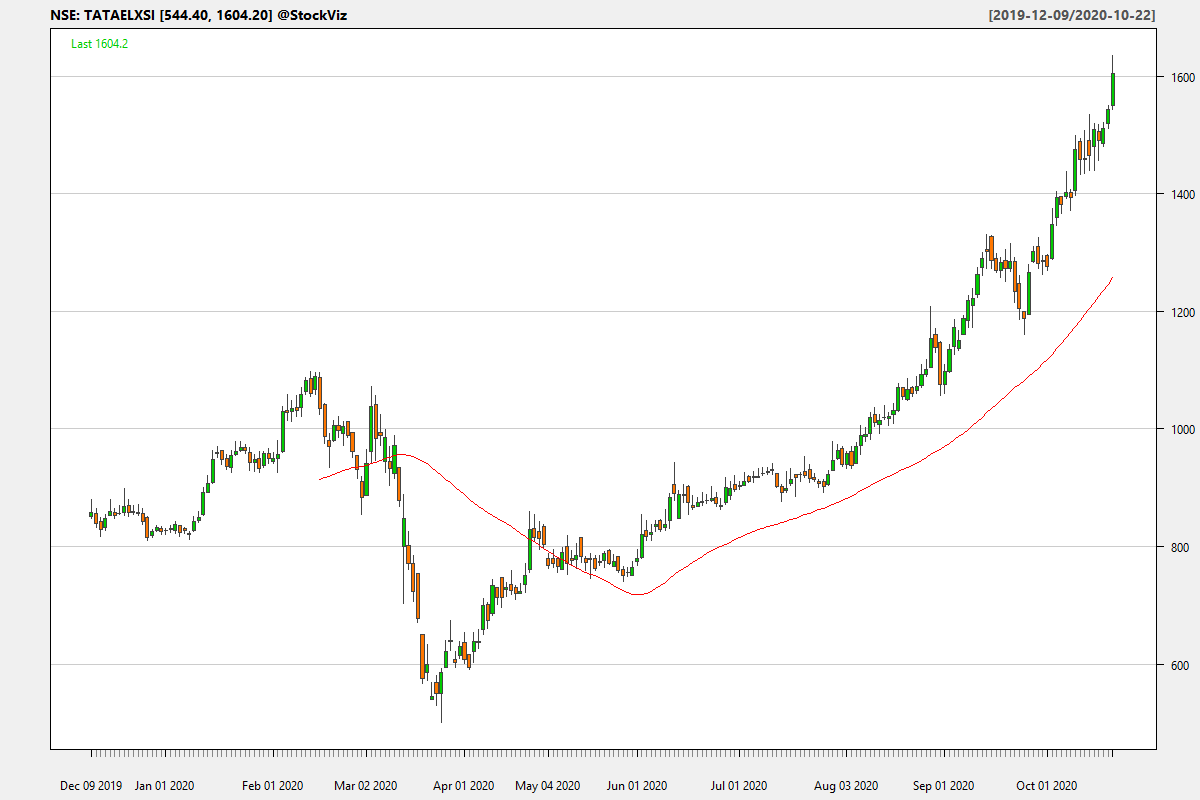 NSE: TATAELXSI [544.40, 1604.20] @StockViz
[2019-12-09/2020-10-22]
Last 1604.2
1600
1400
1200
1000
800
600
Dec 09 2019 Jan 01 2020 Feb 01 2020 Mar 02 2020 Apr 01 2020 May 04 2020 Jun 01 2020 Jul 01 2020 Aug 03 2020 Sep 01 2020 Oct 01 2020